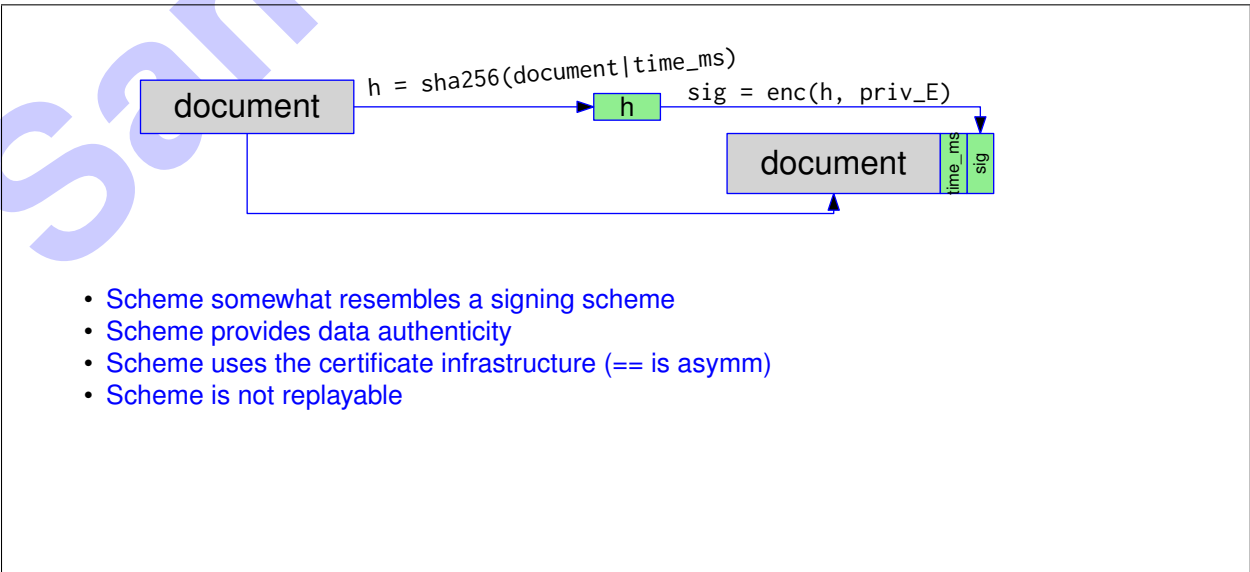 San
h = sha256(document|time_ms)
document
h
sig = enc(h, priv_E)
document
time_ms
sig
• Scheme somewhat resembles a signing scheme
• Scheme provides data authenticity
• Scheme uses the certificate infrastructure (== is asymm)
• Scheme is not replayable